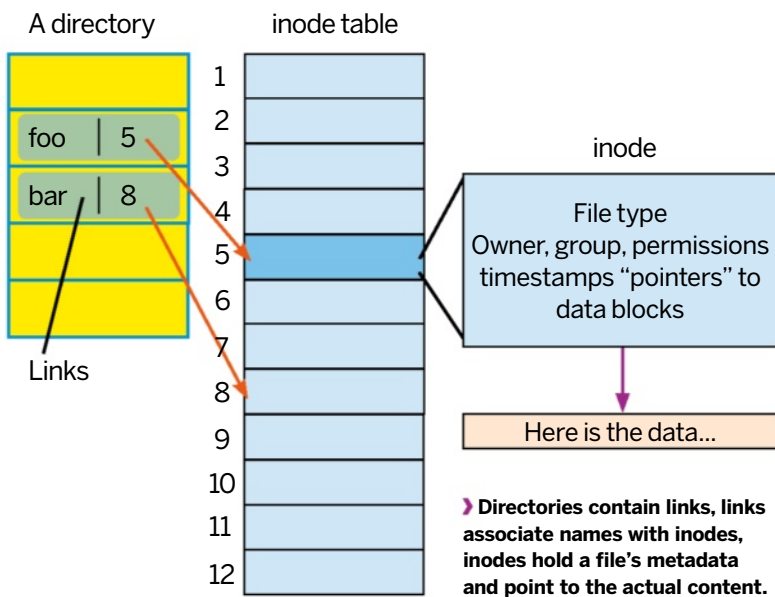 A directory
inode table
1
2
foo 5
3
bar 8
4
5
6
7
Links
8
9
10
11
12
inode
File type
Owner, group, permissions
timestamps “pointers” to
data blocks
Here is the data...
❯ Directories contain links, links
associate names with inodes,
inodes hold a file’s metadata
and point to the actual content.